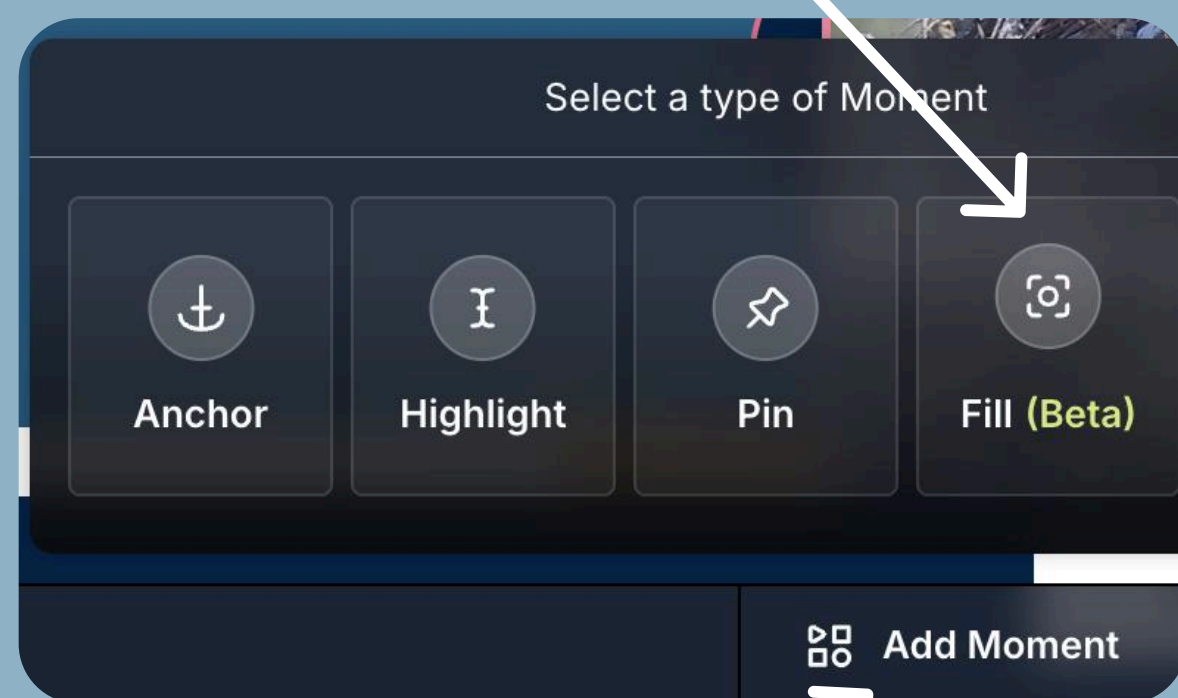 Select a type of Moment
Anchor
Highlight
Pin
Fill (Beta)
Add Moment